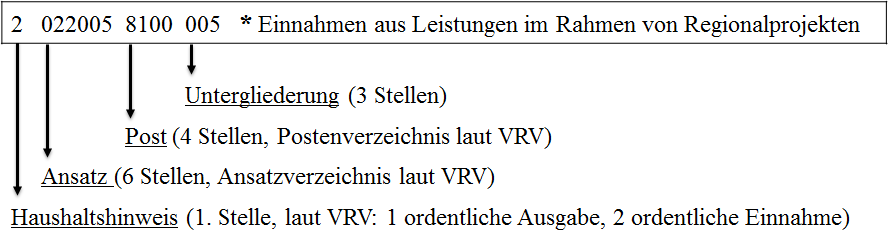 2 022005 8100 005 * Einnahmen aus Leistungen im Rahmen von Regionalprojekten
Untergliederung (3 Stellen)
Post (4 Stellen, Postenverzeichnis laut VRV)
Ansatz (6 Stellen, Ansatzverzeichnis laut VRV)
Haushaltshinweis (1. Stelle, laut VRV: 1 ordentliche Ausgabe, 2 ordentliche Einnahme)